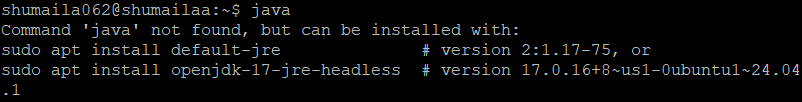 shumaila062@shumailaa:~$ java
Command 'java' not found, but can be installed with:
sudo apt install default-jre              # version 2:1.17-75, or
sudo apt install openjdk-17-jre-headless  # version 17.0.16+8~us1-0ubuntu1~24.04
.1